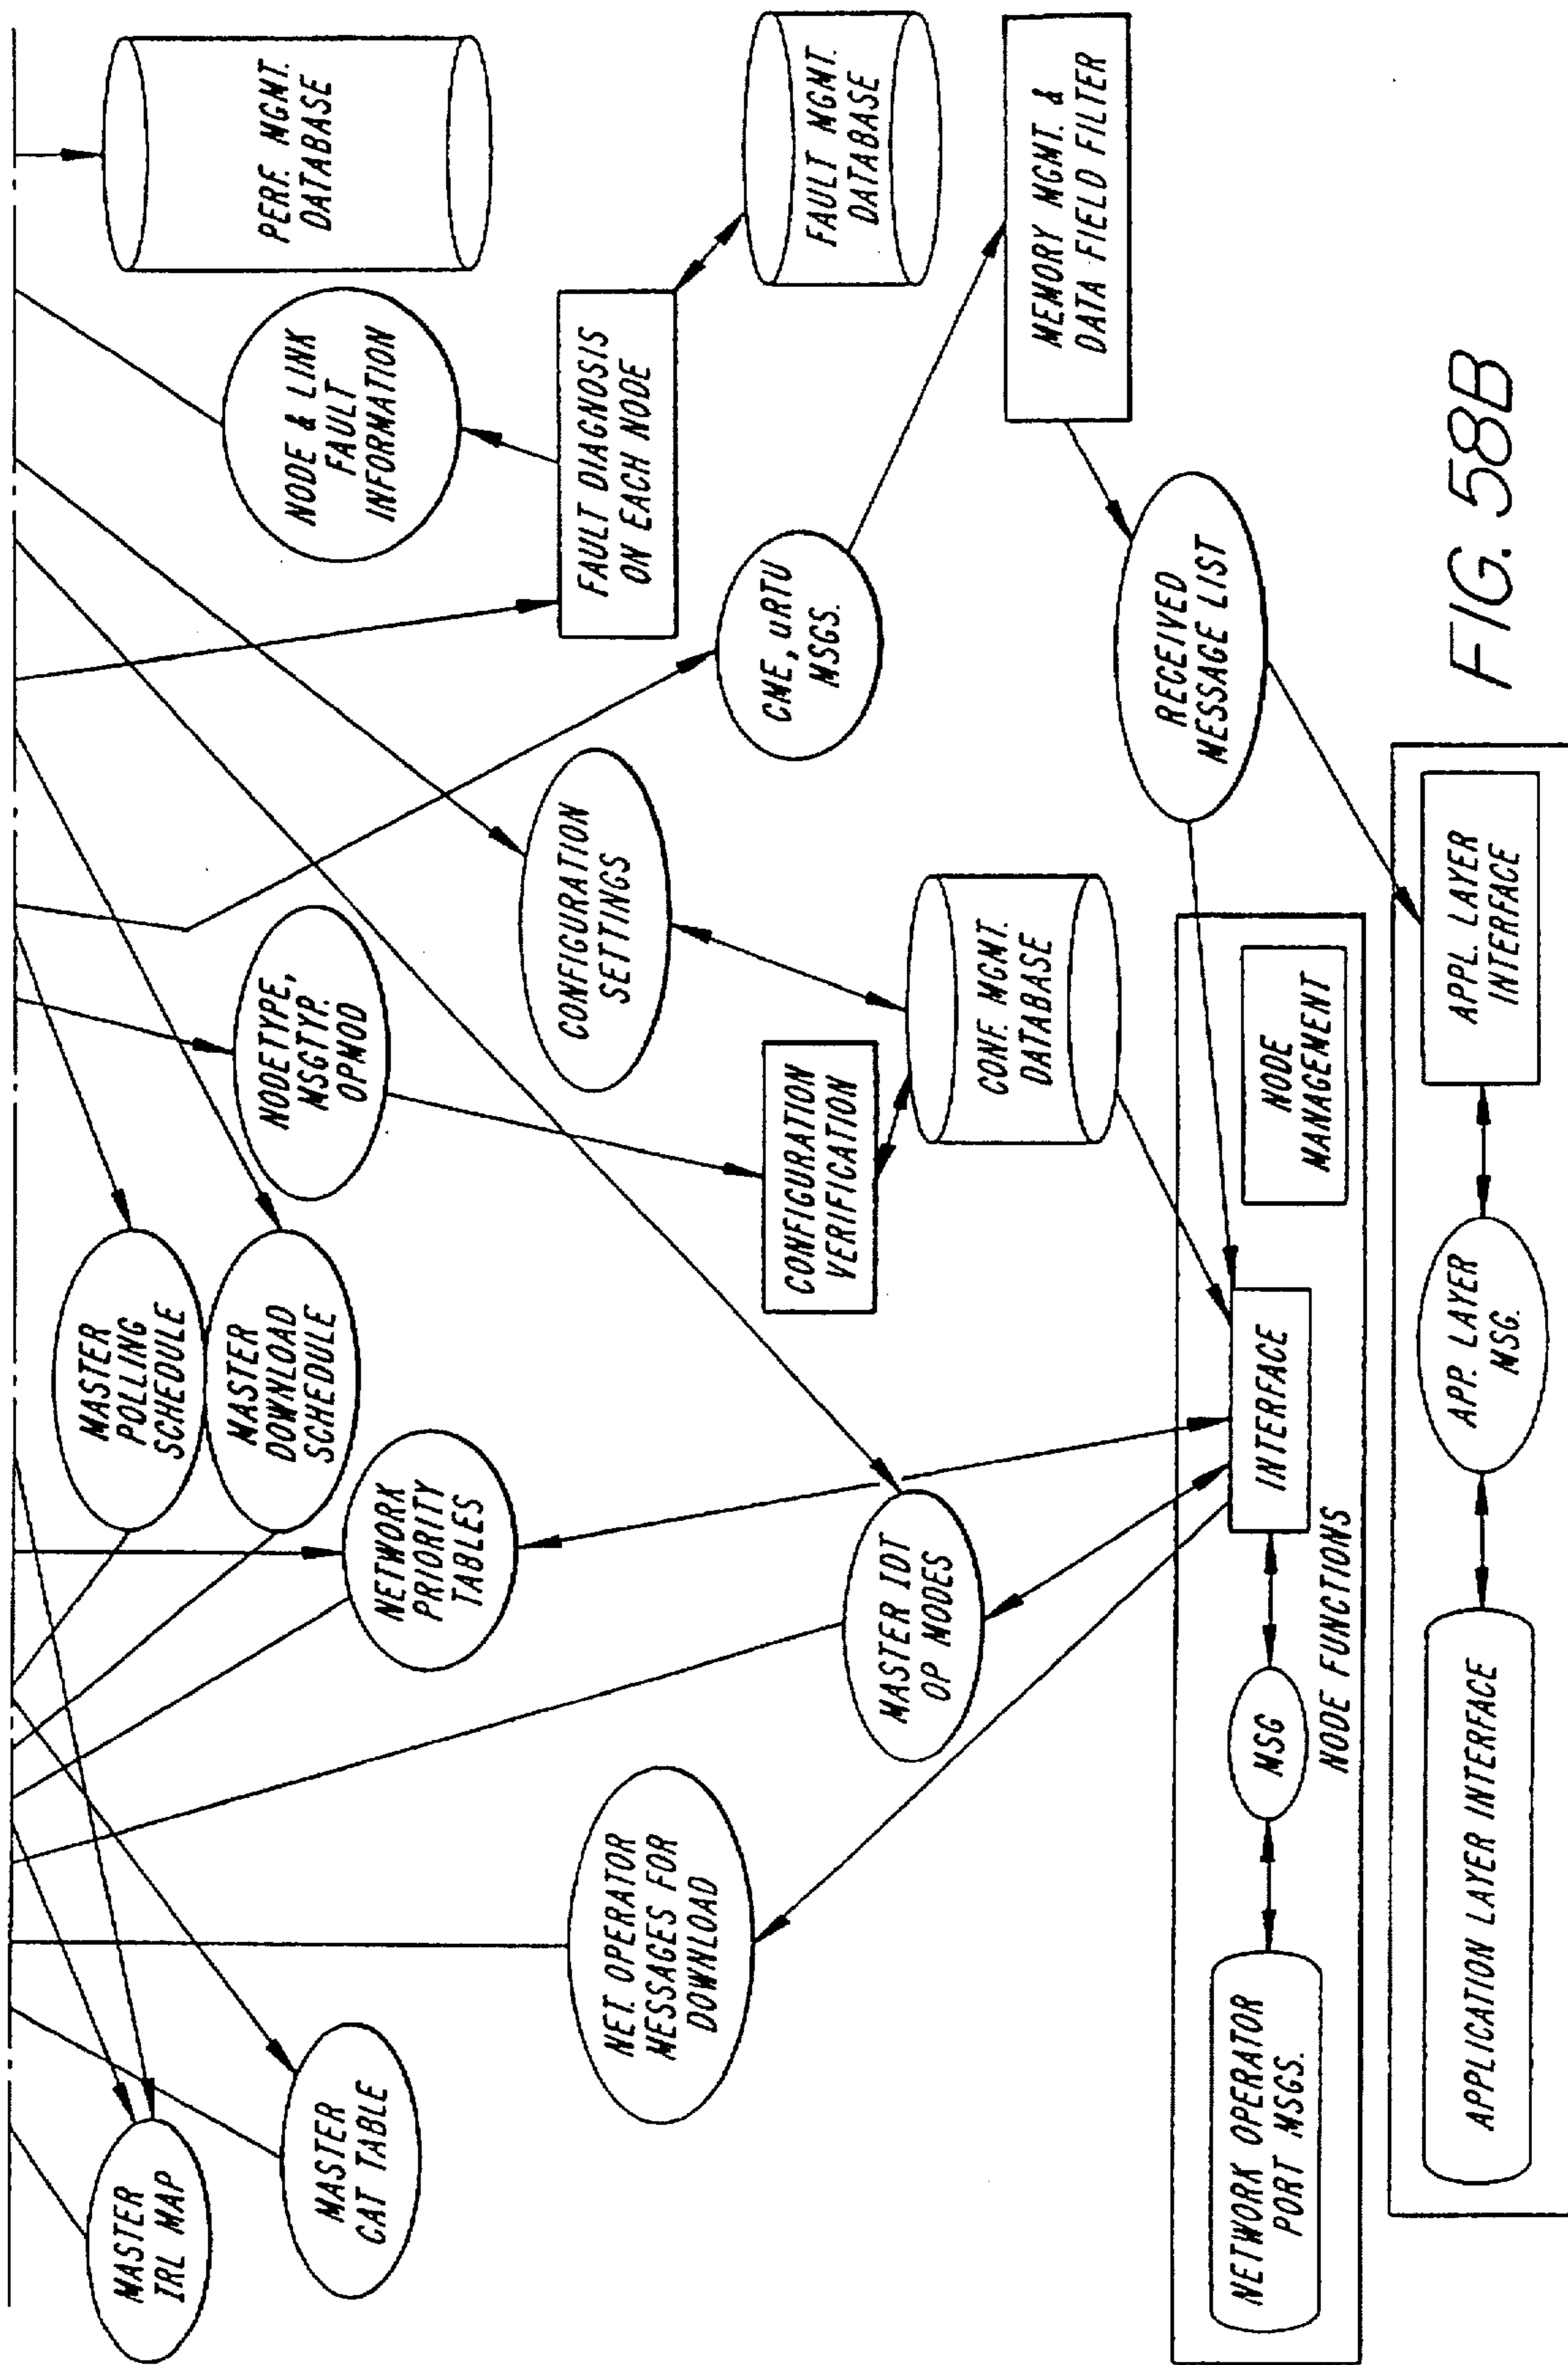 MASTER
IRL MAP
MASTER
CAT TABLE
MASTER
POLLING
SCHEDULE
MASTER
DOWNLOAD
SCHEDULE
NETWORK
PRIORITY
TABLES
NODETYPE,
MSGTYP.
OPMOD
NODE & LINK
FAULT
INFORMATION
PERF. MGMT.
DATABASE
NET. OPERATOR
MESSAGES FOR
DOWNLOAD
MASTER IDT
OP MODES
CONFIGURATION
SETTINGS
FAULT DIAGNOSIS
ON EACH NODE
CONFIGURATION
VERIFICATION
CME, uRTU
MSGS.
FAULT MGMT.
DATABASE
CONF. MGMT.
DATABASE
MEMORY MGMT. &
DATA FIELD FILTER
RECEIVED
MESSAGE LIST
NETWORK OPERATOR
PORT MSGS.
MSG
INTERFACE
NODE
MANAGEMENT
NODE FUNCTIONS
APPLICATION LAYER INTERFACE
APP. LAYER
MSG.
APPL. LAYER
INTERFACE
FIG. 58B